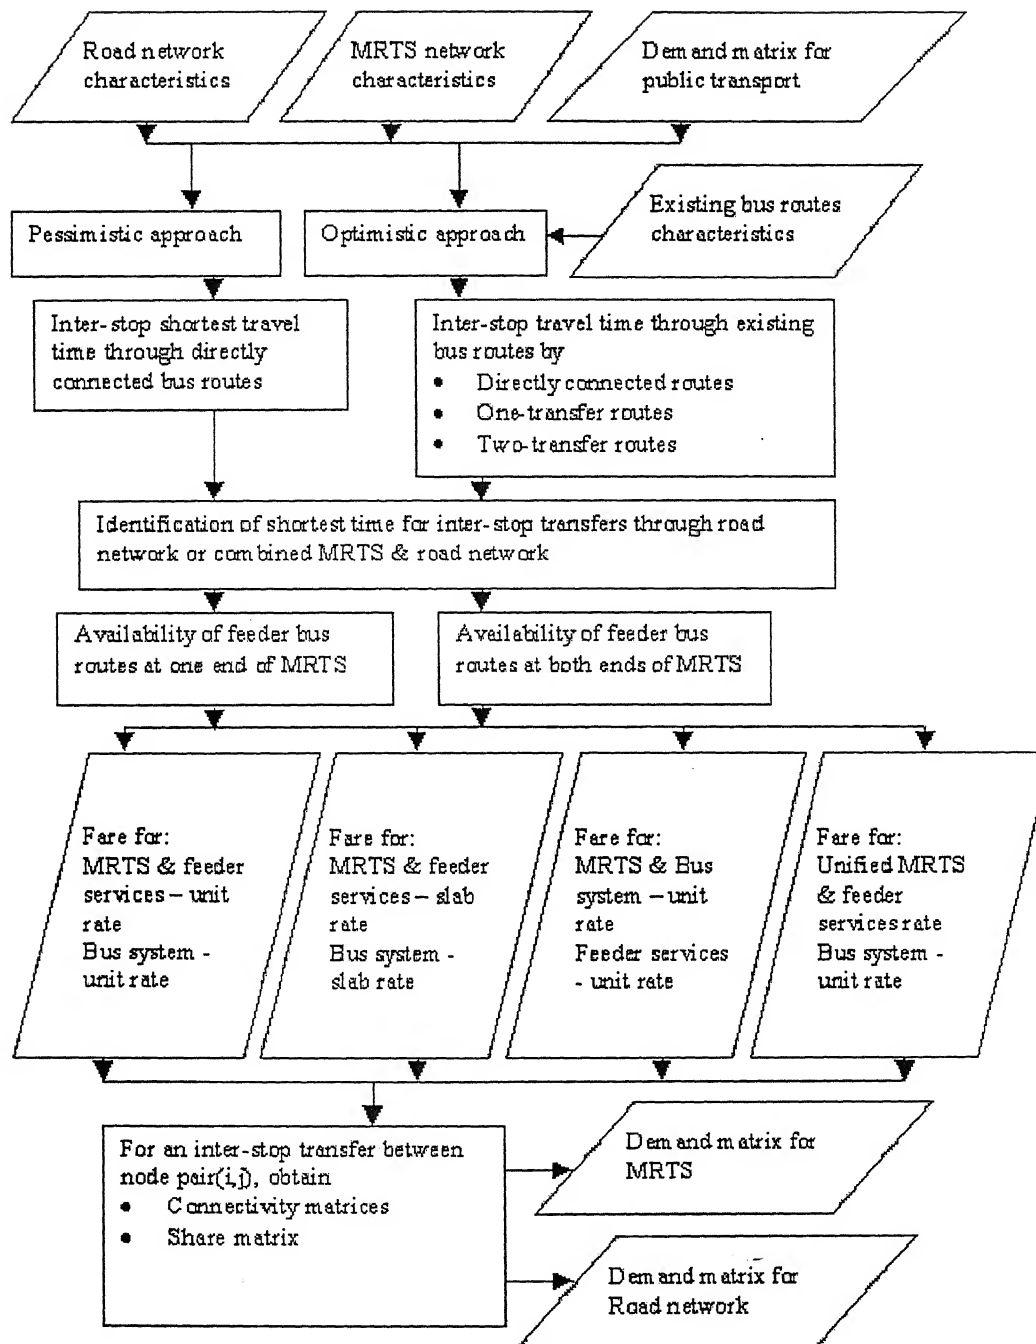 Road network
characteristics
MRTS network
characteristics
Demand matrix for
public transport
Existing bus routes
characteristics
Pessimistic approach
Optimistic approach
Inter-stop shortest travel
time through directly
connected bus routes
Inter-stop travel time through existing
bus routes by
• Directly connected routes
• One-transfer routes
• Two-transfer routes
Identification of shortest time for inter-stop transfers through road
network or combined MRTS & road network
Availability of feeder bus
routes at one end of MRTS
Availability of feeder bus
routes at both ends of MRTS
Fare for:
MRTS & feeder
services – unit
rate
Bus system -
unit rate
Fare for:
MRTS & feeder
services – slab
rate
Bus system -
slab rate
Fare for:
MRTS & Bus
system – unit
rate
Feeder services
- unit rate
Fare for:
Unified MRTS
& feeder
services rate
Bus system -
unit rate
For an inter-stop transfer between
node pair(i,j), obtain
• Connectivity matrices
• Share matrix
Demand matrix for
MRTS
Demand matrix for
Road network